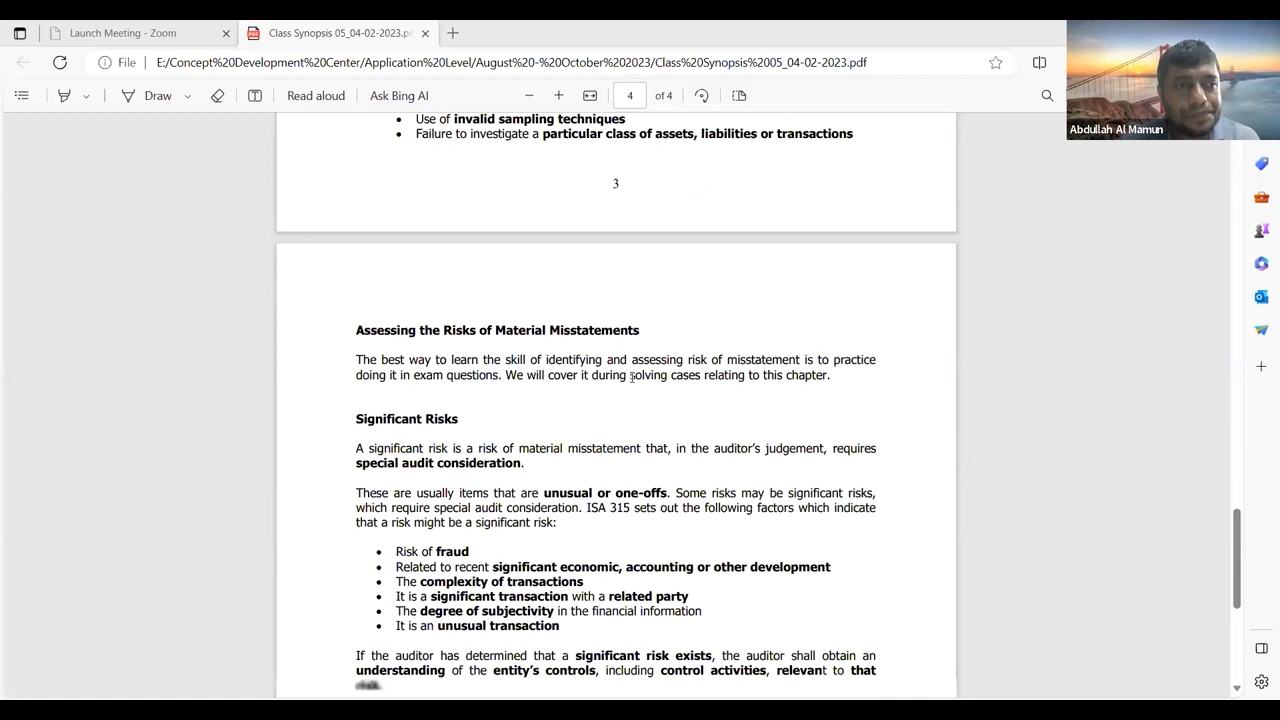 Launch Meeting - Zoom
Class Synopsis 05_04-02-2023.p
File
E:/Concept%20Development%20Center/Application%20Level/August%20-%20October%202023/Class%20Synopsis%2005_04-02-2023.pdf
Draw
Read aloud
Ask Bing AI
4
of 4
Abdullah Al Mamun
• Use of invalid sampling techniques
• Failure to investigate a particular class of assets, liabilities or transactions
3
Assessing the Risks of Material Misstatements
The best way to learn the skill of identifying and assessing risk of misstatement is to practice
doing it in exam questions. We will cover it during solving cases relating to this chapter.
Significant Risks
A significant risk is a risk of material misstatement that, in the auditor's judgement, requires
special audit consideration.
These are usually items that are unusual or one-offs. Some risks may be significant risks,
which require special audit consideration. ISA 315 sets out the following factors which indicate
that a risk might be a significant risk:
• Risk of fraud
• Related to recent significant economic, accounting or other development
• The complexity of transactions
• It is a significant transaction with a related party
• The degree of subjectivity in the financial information
• It is an unusual transaction
If the auditor has determined that a significant risk exists, the auditor shall obtain an
understanding of the entity's controls, including control activities, relevant to that